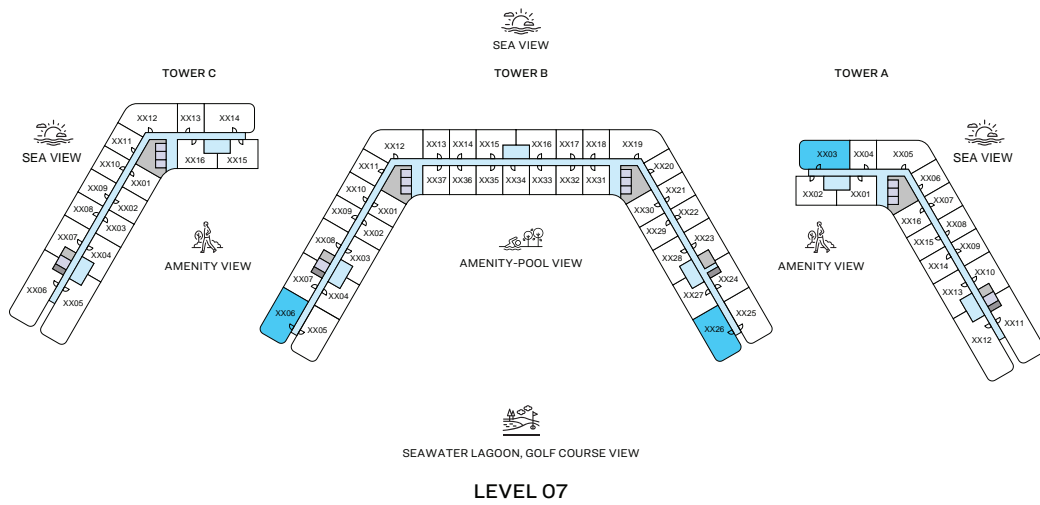 SEA VIEW
TOWER C
TOWER B
TOWER A
SEA VIEW
XX12
XX13
XX14
XX11
XX10
XX09
XX08
XX07
XX06
XX16
XX15
XX01
XX02
XX03
XX04
XX05
AMENITY VIEW
XX12
XX13
XX14
XX15
XX16
XX17
XX18
XX19
XX11
XX10
XX09
XX08
XX07
XX06
XX37
XX36
XX35
XX34
XX33
XX32
XX31
XX01
XX02
XX03
XX04
XX05
XX20
XX21
XX22
XX23
XX24
XX25
XX30
XX29
XX28
XX27
XX26
AMENITY-POOL VIEW
XX03
XX04
XX05
XX02
XX01
XX06
XX07
XX08
XX09
XX10
XX11
XX16
XX15
XX14
XX13
XX12
SEA VIEW
AMENITY VIEW
SEAWATER LAGOON, GOLF COURSE VIEW
LEVEL 07